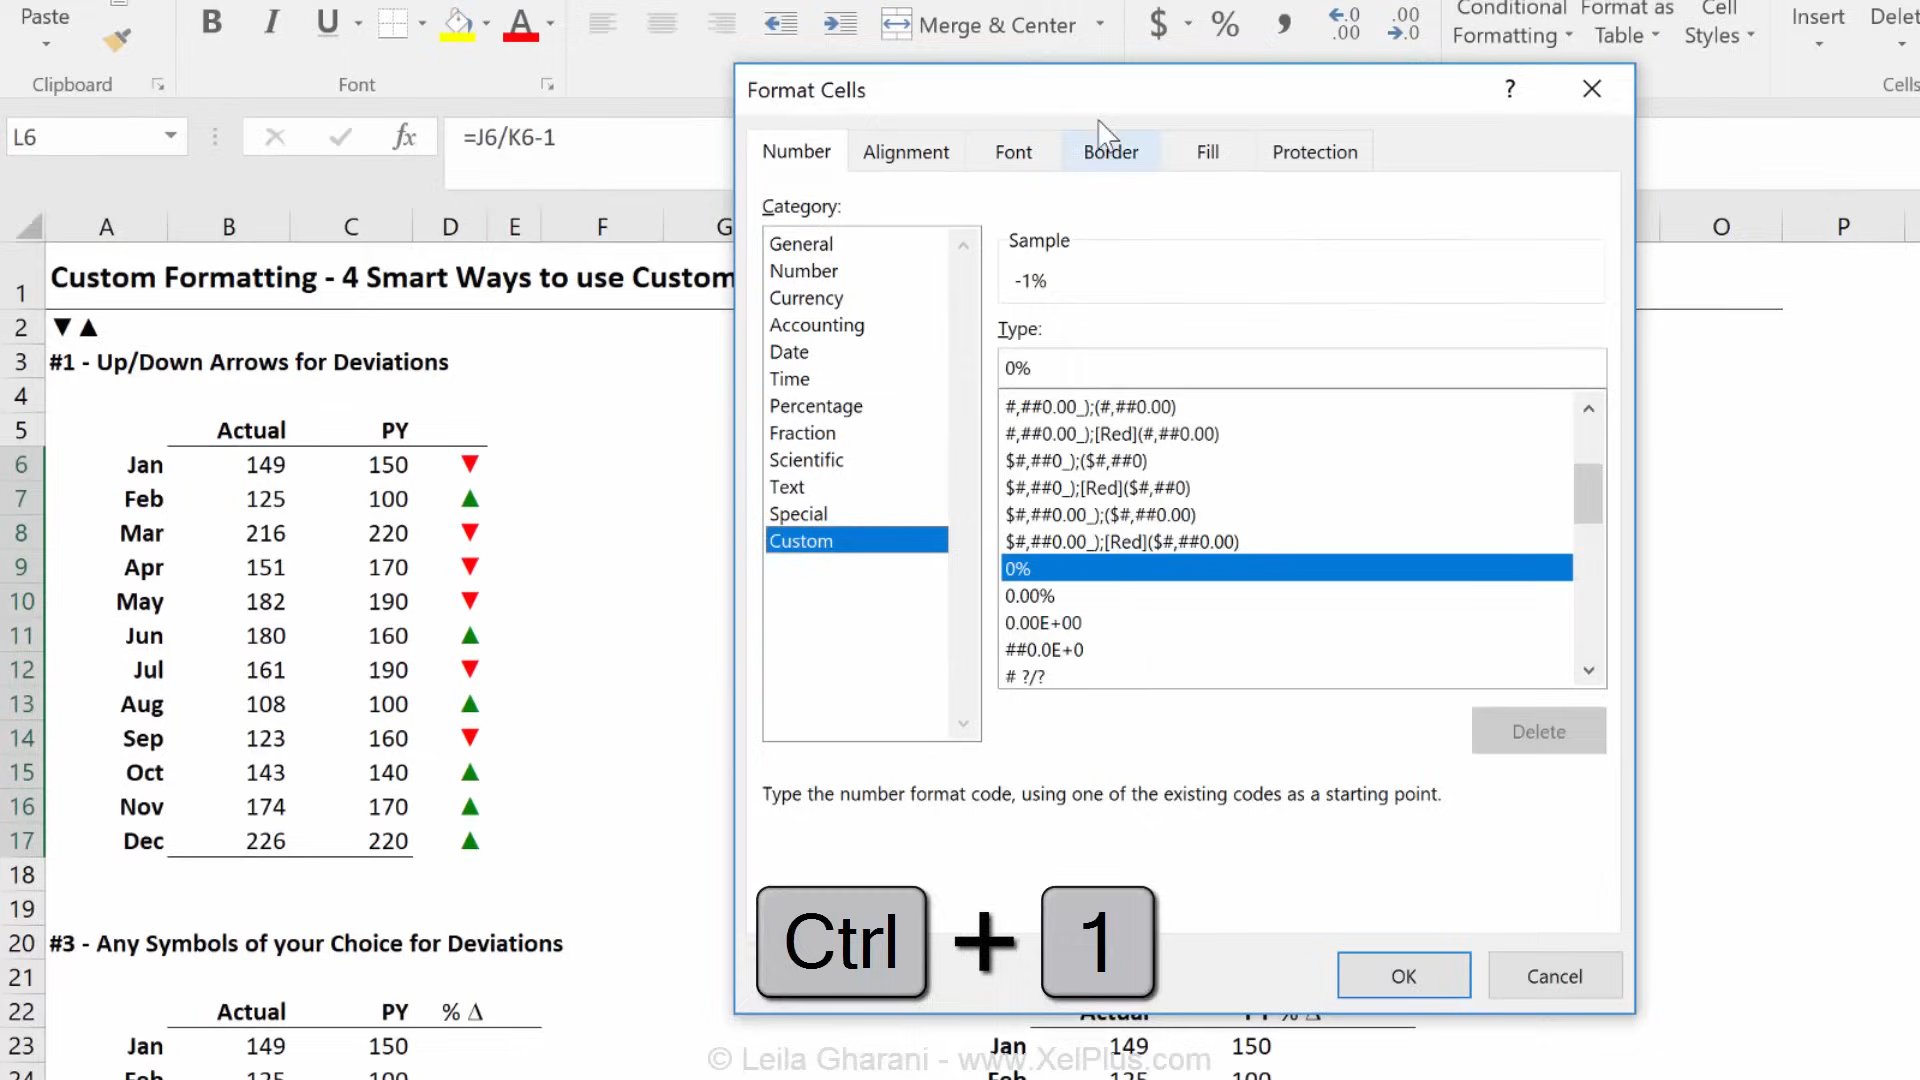 Paste
B I U A
Merge & Center
$ % ,
Conditional Formatting
Format as Table
Cell Styles
Insert
Clipboard
Font
Cells
L6
fx
=J6/K6-1
A B C D E F G O P
1 Custom Formatting - 4 Smart Ways to use Custom
2 ▼▲
3 #1 - Up/Down Arrows for Deviations
4
5 Actual PY
6 Jan 149 150 ▼
7 Feb 125 100 ▲
8 Mar 216 220 ▼
9 Apr 151 170 ▼
10 May 182 190 ▼
11 Jun 180 160 ▲
12 Jul 161 190 ▼
13 Aug 108 100 ▲
14 Sep 123 160 ▼
15 Oct 143 140 ▲
16 Nov 174 170 ▲
17 Dec 226 220 ▲
18
19
20 #3 - Any Symbols of your Choice for Deviations
21
22 Actual PY % Δ
23 Jan 149 150
Jan 149 150
Format Cells ?
Number Alignment Font Border Fill Protection
Category:
General
Number
Currency
Accounting
Date
Time
Percentage
Fraction
Scientific
Text
Special
Custom
Sample
-1%
Type:
0%
#,##0.00_);(#,##0.00)
#,##0.00_);[Red](#,##0.00)
$#,##0_);($#,##0)
$#,##0_);[Red]($#,##0)
$#,##0.00_);($#,##0.00)
$#,##0.00_);[Red]($#,##0.00)
0%
0.00%
0.00E+00
##0.0E+0
# ?/?
Delete
Type the number format code, using one of the existing codes as a starting point.
Ctrl + 1
OK Cancel
© Leila Gharani - www.XelPlus.com